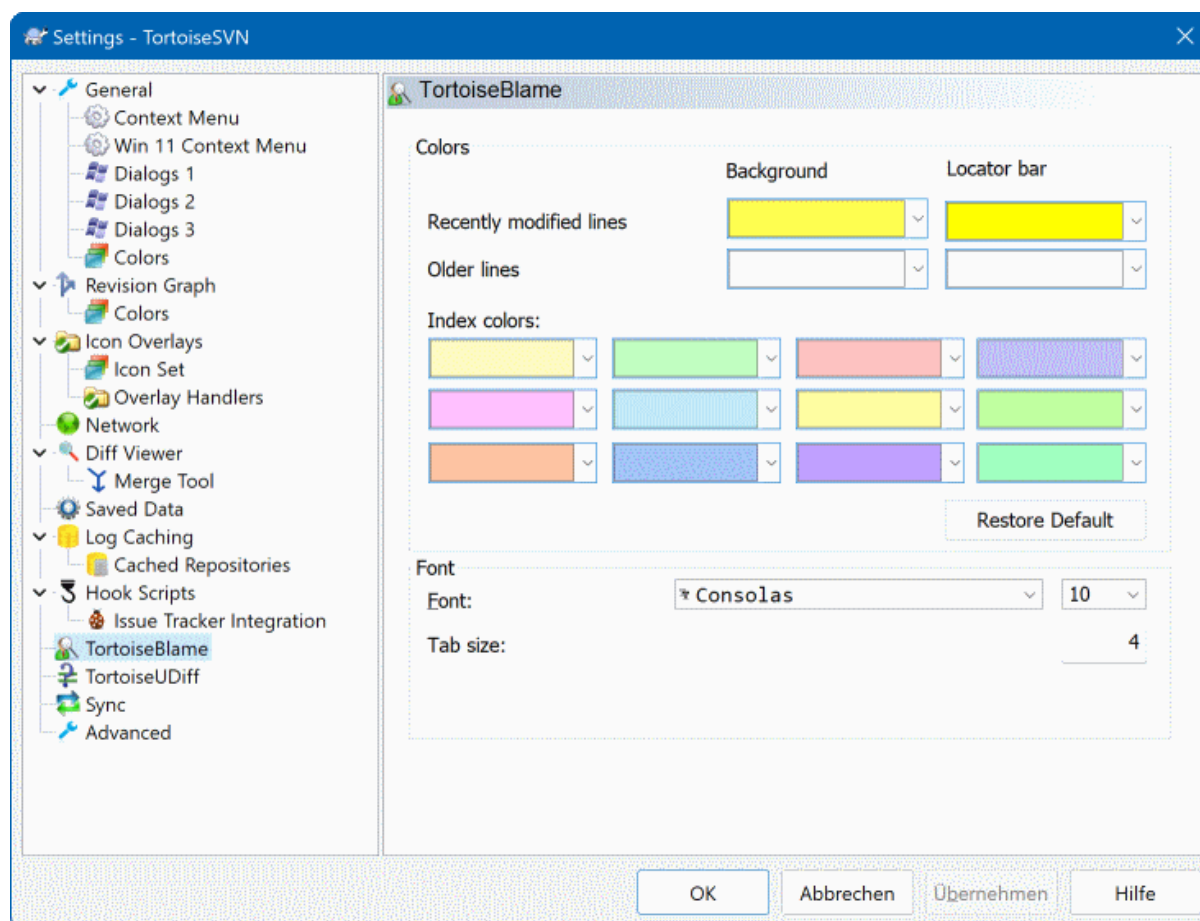 Settings - TortoiseSVN
General
Context Menu
Win 11 Context Menu
Dialogs 1
Dialogs 2
Dialogs 3
Colors
Revision Graph
Colors
Icon Overlays
Icon Set
Overlay Handlers
Network
Diff Viewer
Merge Tool
Saved Data
Log Caching
Cached Repositories
Hook Scripts
Issue Tracker Integration
TortoiseBlame
TortoiseUDiff
Sync
Advanced
TortoiseBlame
Colors
Background Locator bar
Recently modified lines
Older lines
Index colors:
Restore Default
Font
Font: Consolas 10
Tab size: 4
OK Abbrechen Übernehmen Hilfe